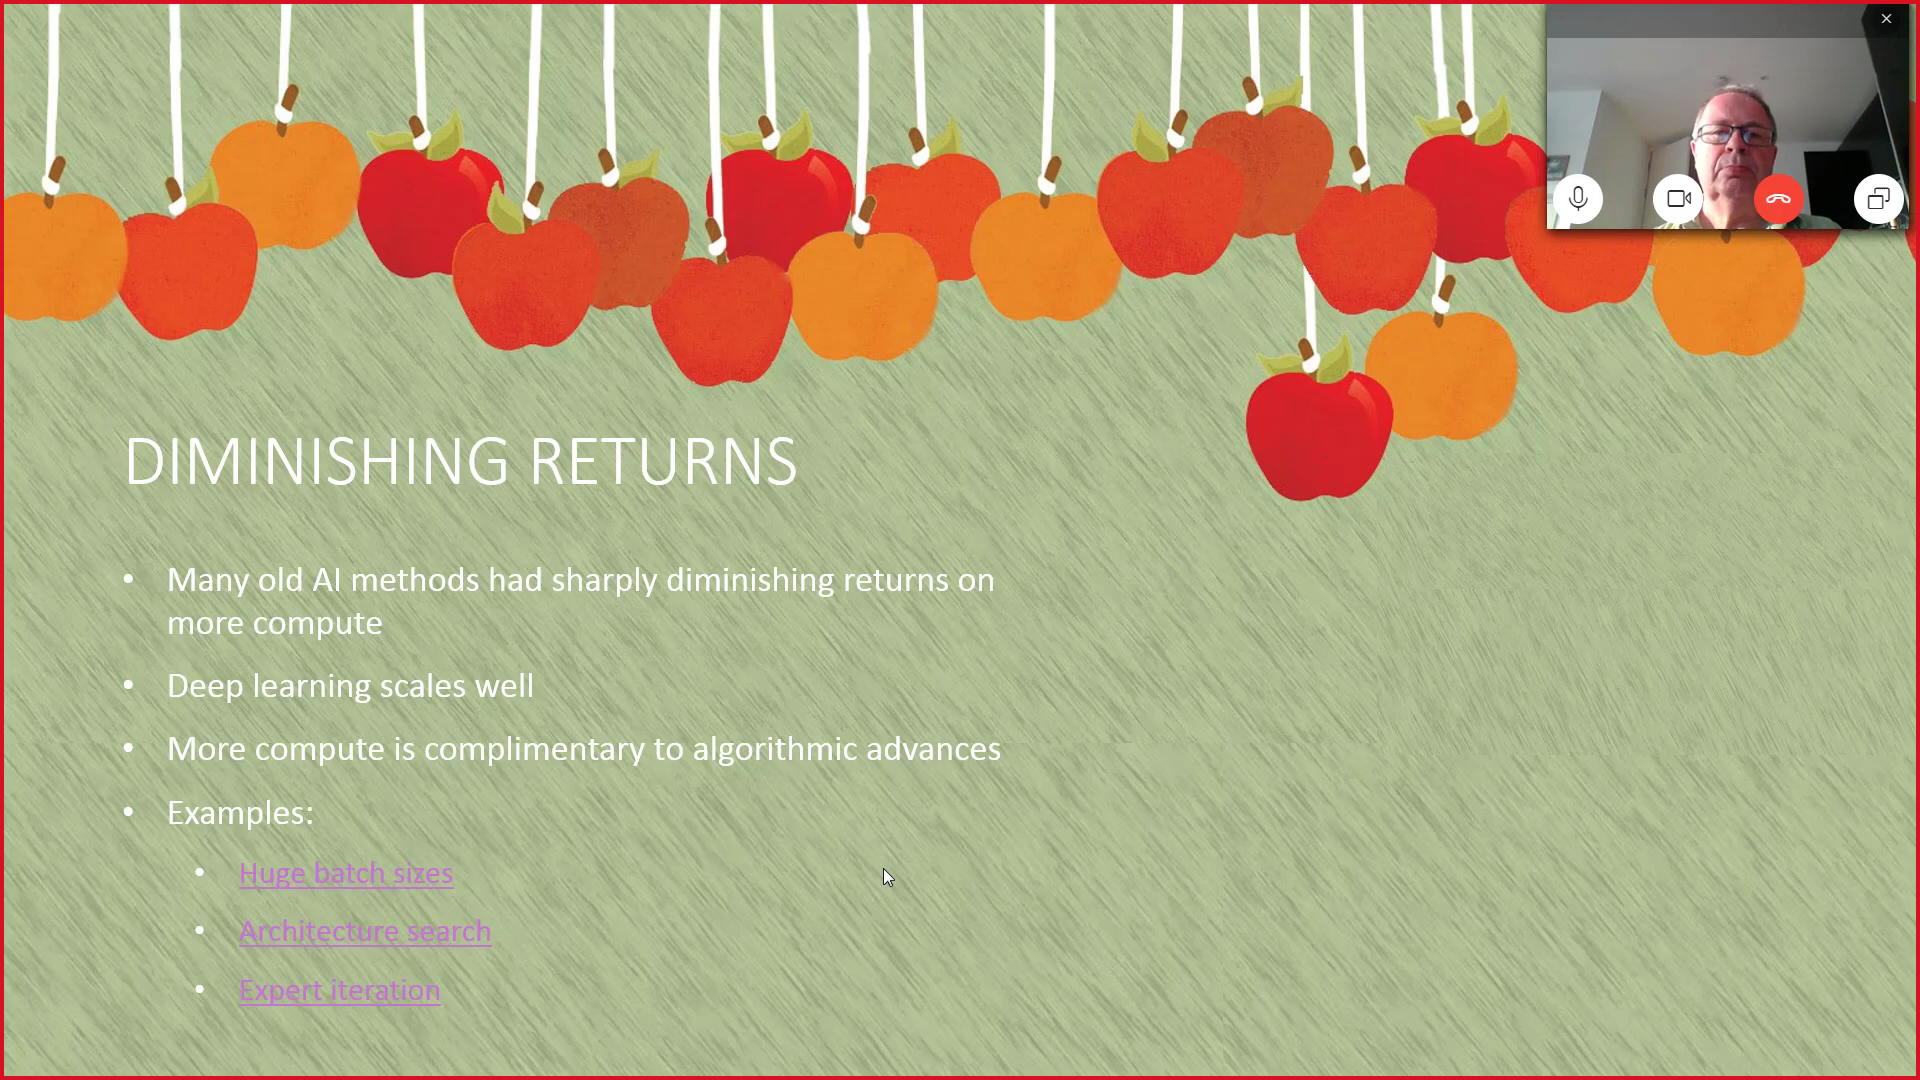 DIMINISHING RETURNS
• Many old AI methods had sharply diminishing returns on
more compute
• Deep learning scales well
• More compute is complimentary to algorithmic advances
• Examples:
• Huge batch sizes
• Architecture search
• Expert iteration